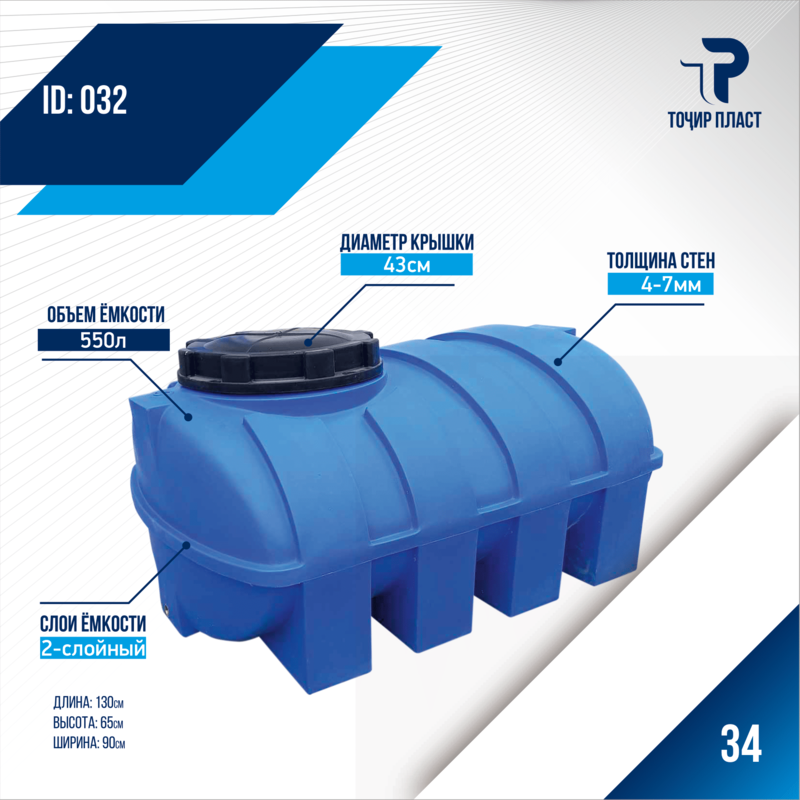 ID: 032
ТОҶИР ПЛАСТ
ДИАМЕТР КРЫШКИ
43см
ТОЛЩИНА СТЕН
4-7мм
ОБЪЕМ ЁМКОСТИ
550л
СЛОИ ЁМКОСТИ
2-слойный
ДЛИНА: 130см
ВЫСОТА: 65см
ШИРИНА: 90см
34